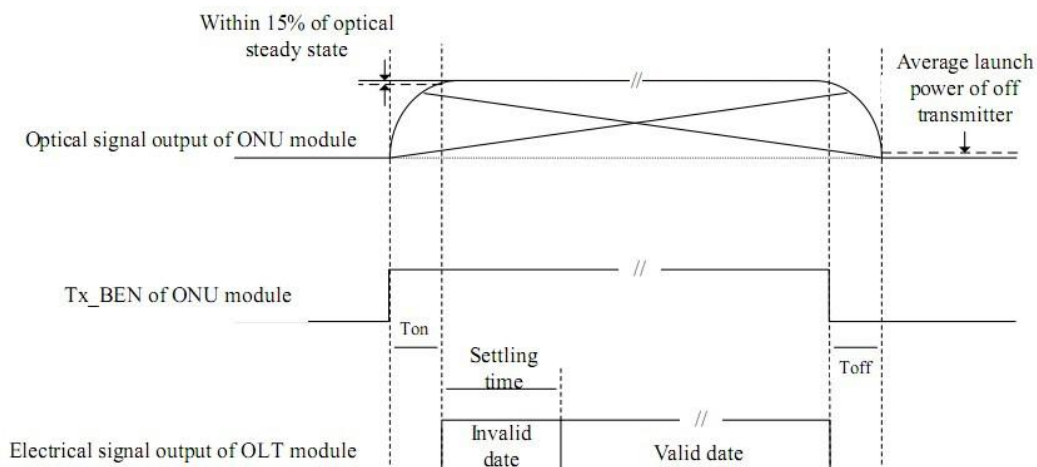 Within 15% of optical
steady state
Average launch
power of off
transmitter
//
Optical signal output of ONU module
//
Tx_BEN of ONU module
Ton
Toff
Settling
time
//
Electrical signal output of OLT module
Invalid
date
Valid date